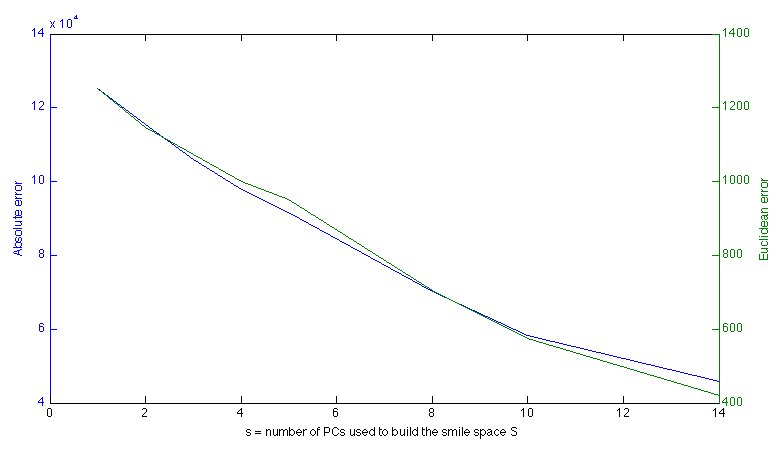 14 x 10^4
1400
12
1200
10
1000
8
800
6
600
4
400
Absolute error
Euclidean error
0 2 4 6 8 10 12 14
s = number of PCs used to build the smile space S